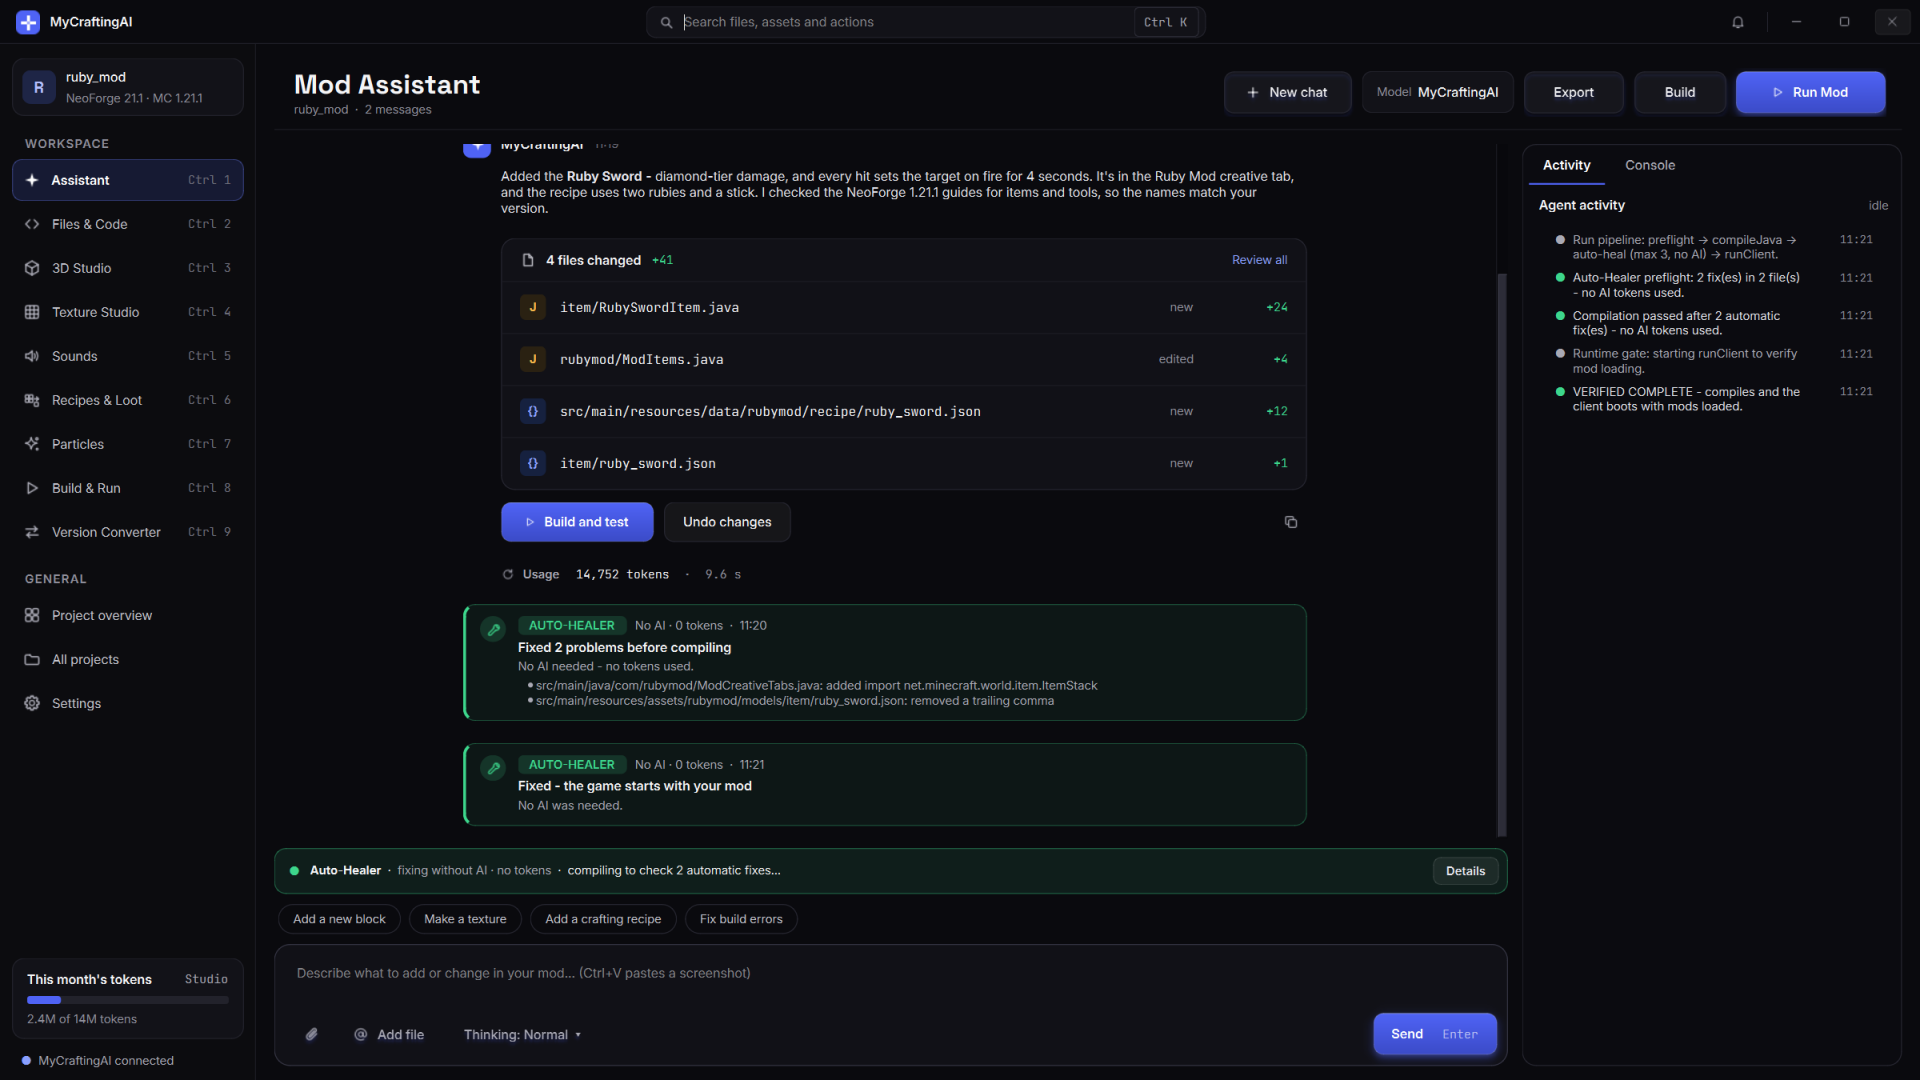 MyCraftingAI
Search files, assets and actions
Ctrl K
R
ruby_mod
NeoForge 21.1 · MC 1.21.1
WORKSPACE
Assistant Ctrl 1
Files & Code Ctrl 2
3D Studio Ctrl 3
Texture Studio Ctrl 4
Sounds Ctrl 5
Recipes & Loot Ctrl 6
Particles Ctrl 7
Build & Run Ctrl 8
Version Converter Ctrl 9
GENERAL
Project overview
All projects
Settings
This month's tokens Studio
2.4M of 14M tokens
MyCraftingAI connected
Mod Assistant
ruby_mod · 2 messages
New chat
Model MyCraftingAI
Export
Build
Run Mod
MyCraftingAI 11:19
Added the Ruby Sword - diamond-tier damage, and every hit sets the target on fire for 4 seconds. It's in the Ruby Mod creative tab,
and the recipe uses two rubies and a stick. I checked the NeoForge 1.21.1 guides for items and tools, so the names match your
version.
4 files changed +41 Review all
J item/RubySwordItem.java new +24
J rubymod/ModItems.java edited +4
{} src/main/resources/data/rubymod/recipe/ruby_sword.json new +12
{} item/ruby_sword.json new +1
Build and test
Undo changes
Usage 14,752 tokens · 9.6 s
AUTO-HEALER No AI · 0 tokens · 11:20
Fixed 2 problems before compiling
No AI needed - no tokens used.
• src/main/java/com/rubymod/ModCreativeTabs.java: added import net.minecraft.world.item.ItemStack
• src/main/resources/assets/rubymod/models/item/ruby_sword.json: removed a trailing comma
AUTO-HEALER No AI · 0 tokens · 11:21
Fixed - the game starts with your mod
No AI was needed.
Auto-Healer · fixing without AI · no tokens · compiling to check 2 automatic fixes...
Details
Add a new block
Make a texture
Add a crafting recipe
Fix build errors
Describe what to add or change in your mod... (Ctrl+V pastes a screenshot)
@ Add file
Thinking: Normal
Send Enter
Activity
Console
Agent activity idle
Run pipeline: preflight → compileJava → 11:21
auto-heal (max 3, no AI) → runClient.
Auto-Healer preflight: 2 fix(es) in 2 file(s) 11:21
- no AI tokens used.
Compilation passed after 2 automatic 11:21
fix(es) - no AI tokens used.
Runtime gate: starting runClient to verify 11:21
mod loading.
VERIFIED COMPLETE - compiles and the 11:21
client boots with mods loaded.